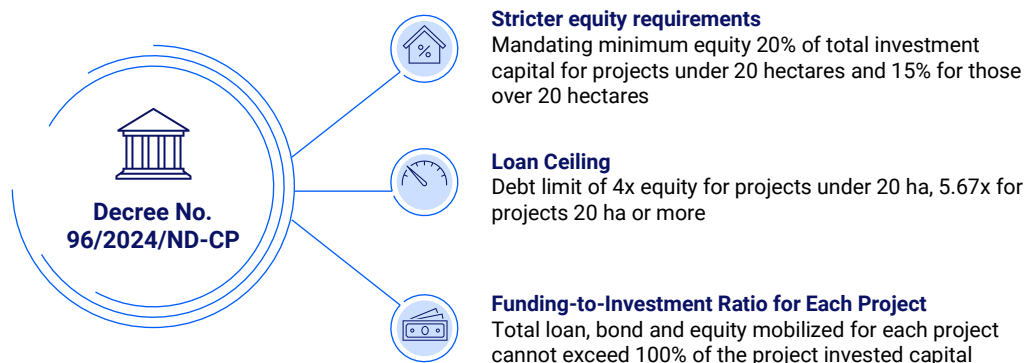 Stricter equity requirements
Mandating minimum equity 20% of total investment
capital for projects under 20 hectares and 15% for those
over 20 hectares
Decree No.
96/2024/ND-CP
Loan Ceiling
Debt limit of 4x equity for projects under 20 ha, 5.67x for
projects 20 ha or more
Funding-to-Investment Ratio for Each Project
Total loan, bond and equity mobilized for each project
cannot exceed 100% of the project invested capital
%